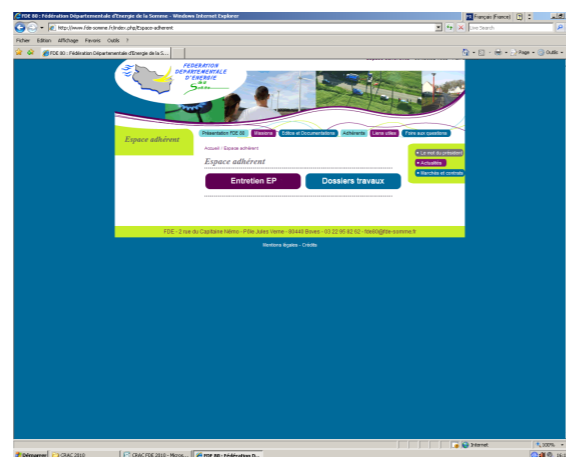 FDE 80 : Fédération Départementale d'Energie de la Somme - Windows Internet Explorer
FR Français (France)
http://www.fde-somme.fr/index.php/Espace-adherent
Live Search
Fichier Edition Affichage Favoris Outils ?
FDE 80 : Fédération Départementale d'Energie de la S...
Page Outils
FEDERATION
DEPARTEMENTALE
D'ENERGIE
Somme
Espace adhérent
Présentation FDE 80 Missions Editos et Documentations Adhérents Liens utiles Foire aux questions
Accueil / Espace adhérent
Espace adhérent
Le mot du président
Actualités
Marchés et contrats
Entretien EP Dossiers travaux
FDE - 2 rue du Capitaine Némo - Pôle Jules Verne - 80440 Boves - 03 22 95 82 62
Mentions légales - Crédits
Internet 100%
Démarrer CRAC 2010 CRAC FDE 2010 - Micros... FDE 80 : Fédération D...